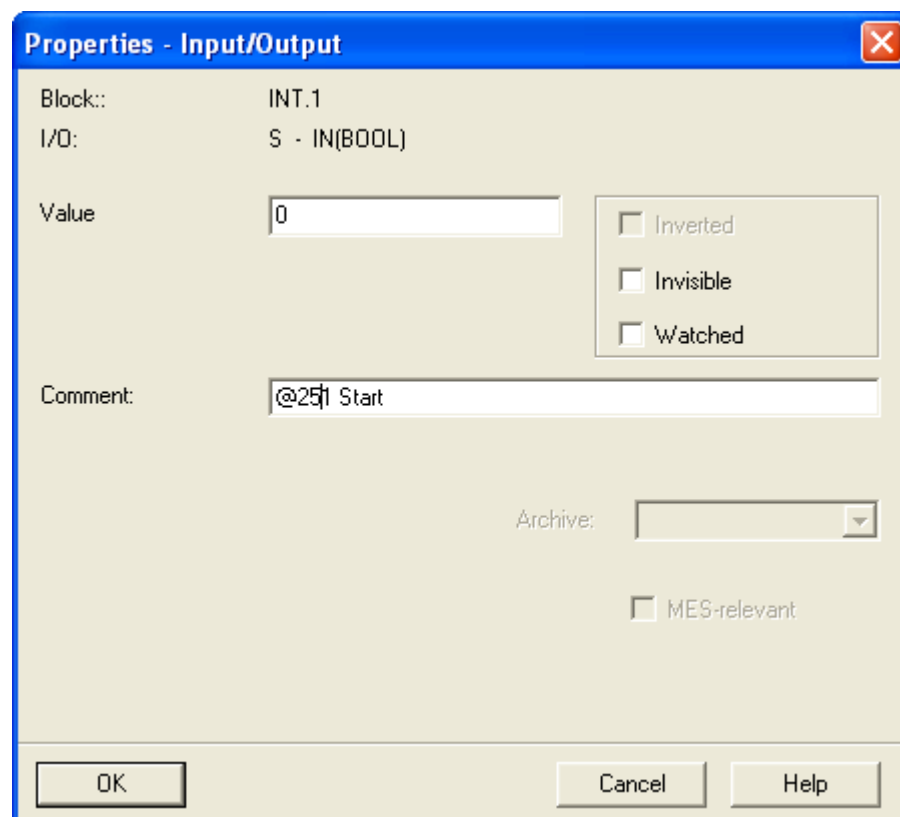 Properties - Input/Output
Block:: INT.1
I/O: S - IN(BOOL)
Value 0 Inverted
Invisible
Watched
Comment: @251 Start
Archive:
MES-relevant
OK Cancel Help